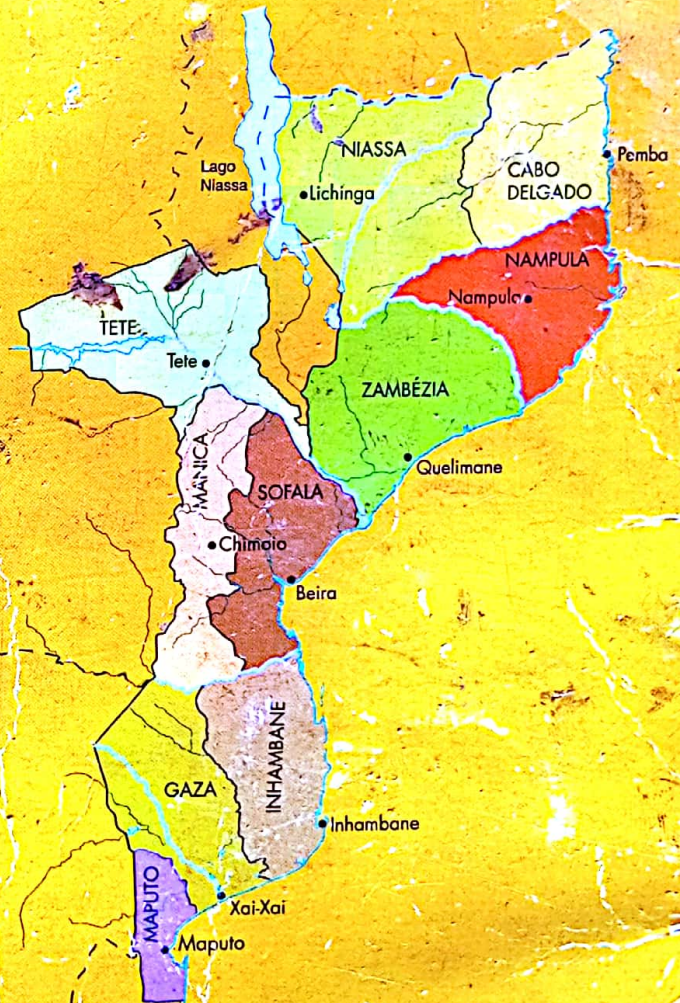 NIASSA
Lago
Niassa
Lichinga
CABO
DELGADO
Pemba
NAMPULA
Nampula
TETE
Tete
ZAMBÉZIA
Quelimane
MANICA
SOFALA
Chimoio
Beira
GAZA
INHAMBANE
Inhambane
Xai-Xai
MAPUTO
Maputo